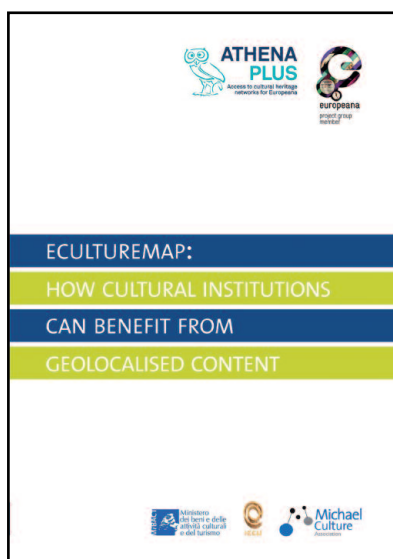 ATHENA
PLUS
Access to cultural heritage
networks for Europeana
europeana
project group
member
ECULTUREMAP:
HOW CULTURAL INSTITUTIONS
CAN BENEFIT FROM
GEOLOCALISED CONTENT
Ministero
dei beni e delle
attività culturali
e del turismo
Michael
Culture
Association